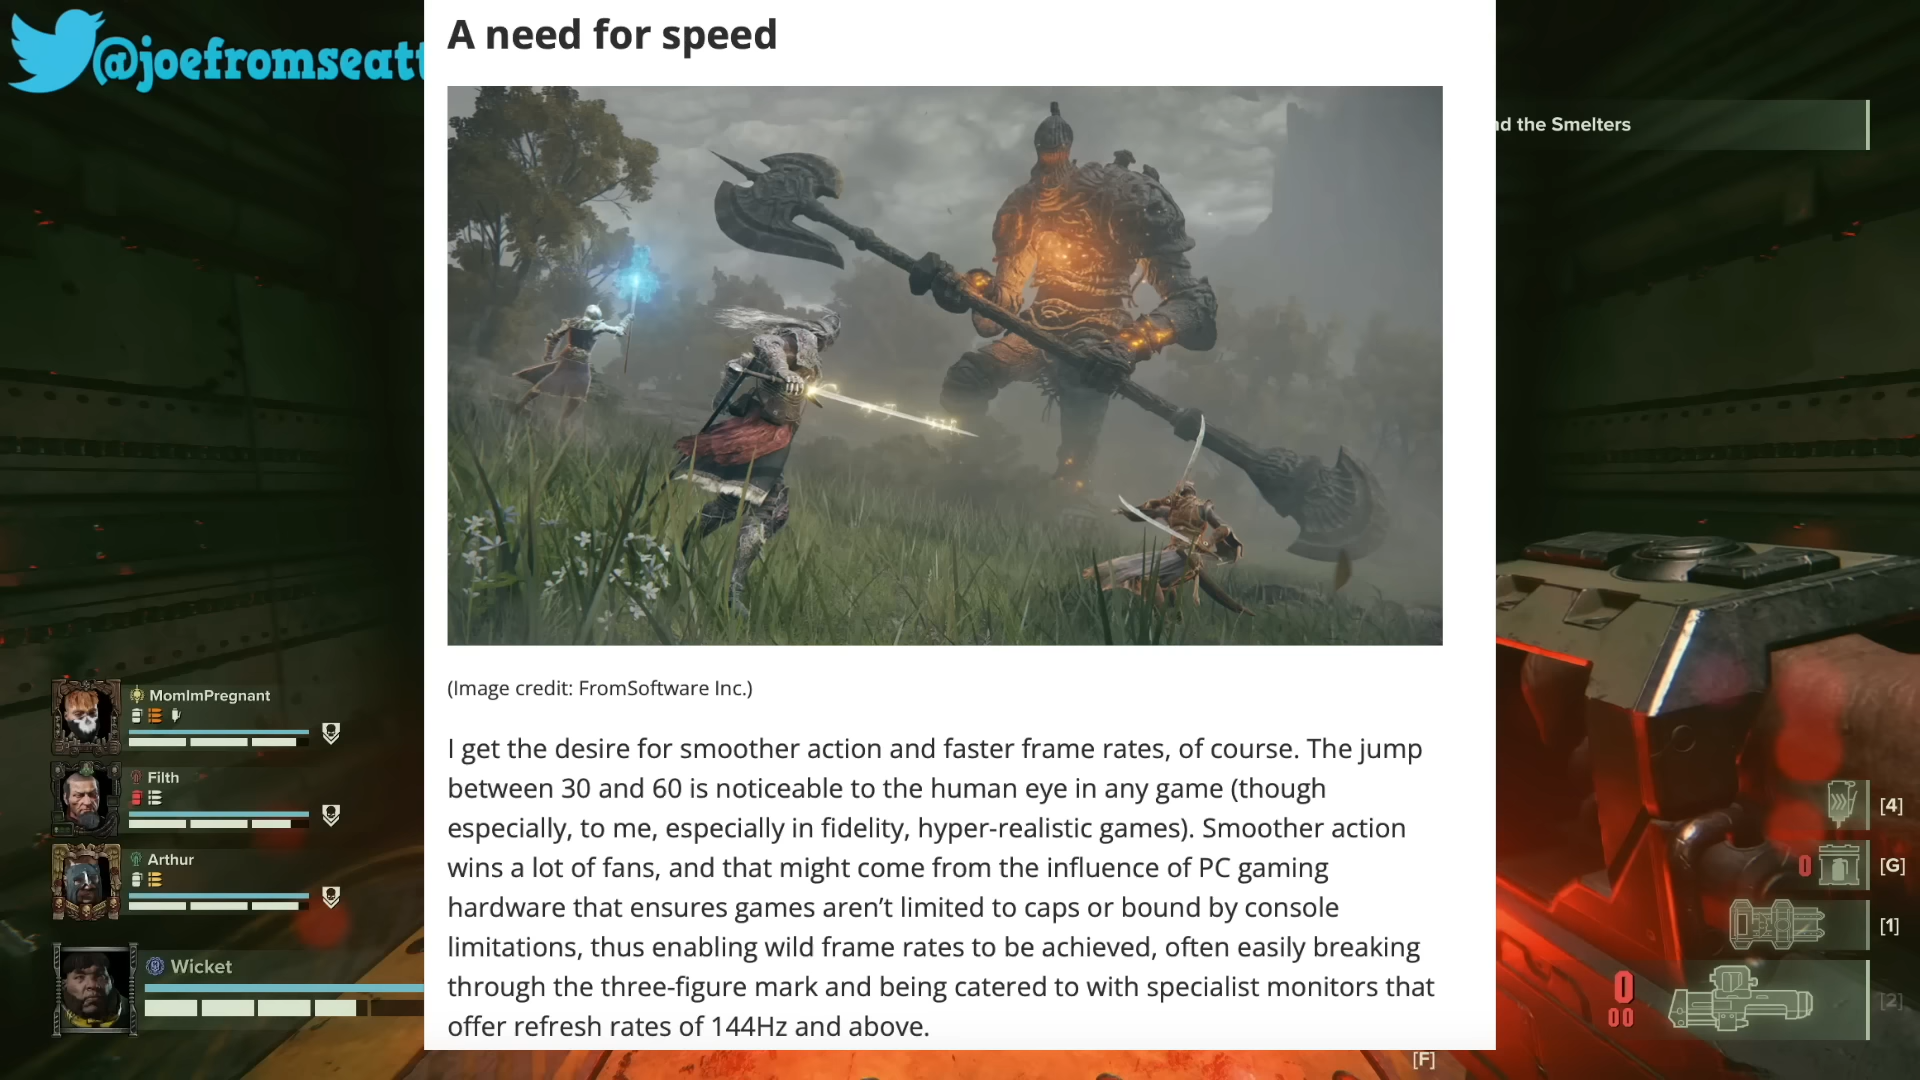 @joefromseatt
A need for speed
nd the Smelters
(Image credit: FromSoftware Inc.)
I get the desire for smoother action and faster frame rates, of course. The jump
between 30 and 60 is noticeable to the human eye in any game (though
especially, to me, especially in fidelity, hyper-realistic games). Smoother action
wins a lot of fans, and that might come from the influence of PC gaming
hardware that ensures games aren’t limited to caps or bound by console
limitations, thus enabling wild frame rates to be achieved, often easily breaking
through the three-figure mark and being catered to with specialist monitors that
offer refresh rates of 144Hz and above.
MomImPregnant
Filth
Arthur
Wicket
[4]
0 [G]
[1]
0
00
[2]
[F]